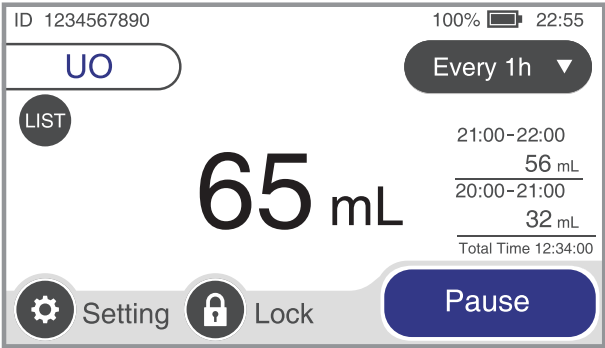 ID 1234567890
100% 22:55
UO
Every 1h ▼
LIST
65 mL
21:00-22:00
56 mL
20:00-21:00
32 mL
Total Time 12:34:00
Setting
Lock
Pause